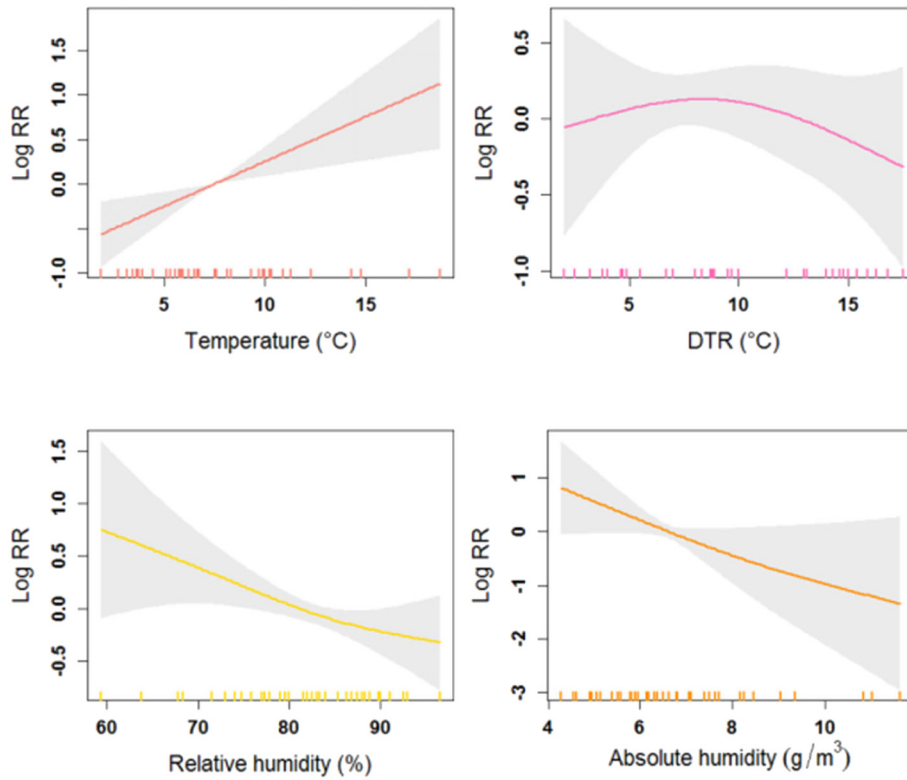 Log RR
1.5
1.0
0.5
0.0
-1.0
5 10 15
Temperature (°C)
Log RR
0.5
0.0
-0.5
-1.0
5 10 15
DTR (°C)
Log RR
1.5
1.0
0.5
0.0
-0.5
60 70 80 90
Relative humidity (%)
Log RR
1
0
-1
-2
-3
4 6 8 10
Absolute humidity (g/m³)